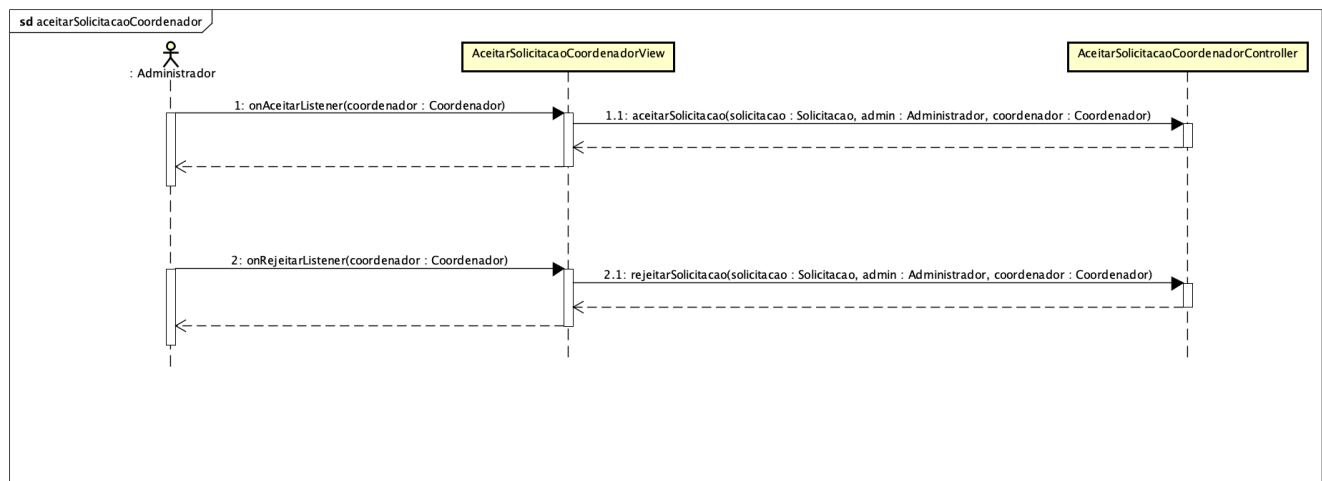 sd aceitarSolicitacaoCoordenador
: Administrador
AceitarSolicitacaoCoordenadorView
AceitarSolicitacaoCoordenadorController
1: onAceitarListener(coordenador : Coordenador)
1.1: aceitarSolicitacao(solicitacao : Solicitacao, admin : Administrador, coordenador : Coordenador)
2: onRejeitarListener(coordenador : Coordenador)
2.1: rejeitarSolicitacao(solicitacao : Solicitacao, admin : Administrador, coordenador : Coordenador)